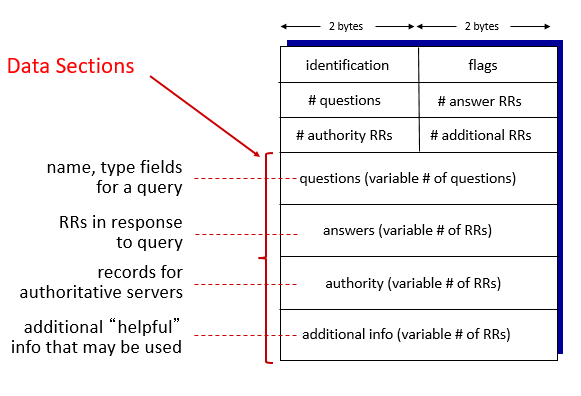 2 bytes 2 bytes
Data Sections
identification flags
# questions # answer RRs
# authority RRs # additional RRs
name, type fields
for a query
questions (variable # of questions)
RRs in response
to query
answers (variable # of RRs)
records for
authoritative servers
authority (variable # of RRs)
additional “helpful”
info that may be used
additional info (variable # of RRs)